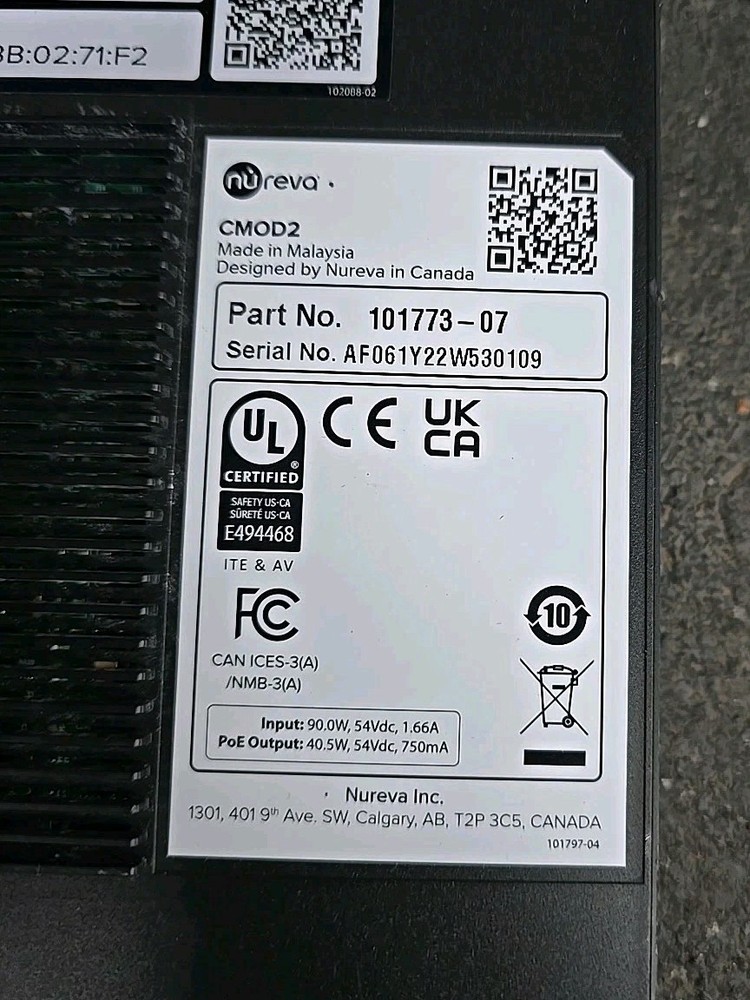 3B:02:71:F2
102088-02
nureva
CMOD2
Made in Malaysia
Designed by Nureva in Canada
Part No. 101773-07
Serial No. AF061Y22W530109
UL
CE
UK
CA
®
CERTIFIED
SAFETY US-CA
SÛRETÉ US-CA
E494468
ITE & AV
FC
10
CAN ICES-3(A)
/NMB-3(A)
Input: 90.0W, 54Vdc, 1.66A
PoE Output: 40.5W, 54Vdc, 750mA
Nureva Inc.
1301, 401 9th Ave. SW, Calgary, AB, T2P 3C5, CANADA
101797-04